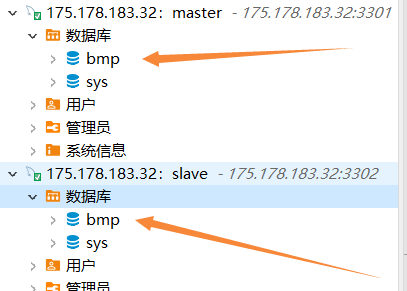 175.178.183.32：master - 175.178.183.32:3301
数据库
bmp
sys
用户
管理员
系统信息
175.178.183.32：slave - 175.178.183.32:3302
数据库
bmp
sys
用户
管理员